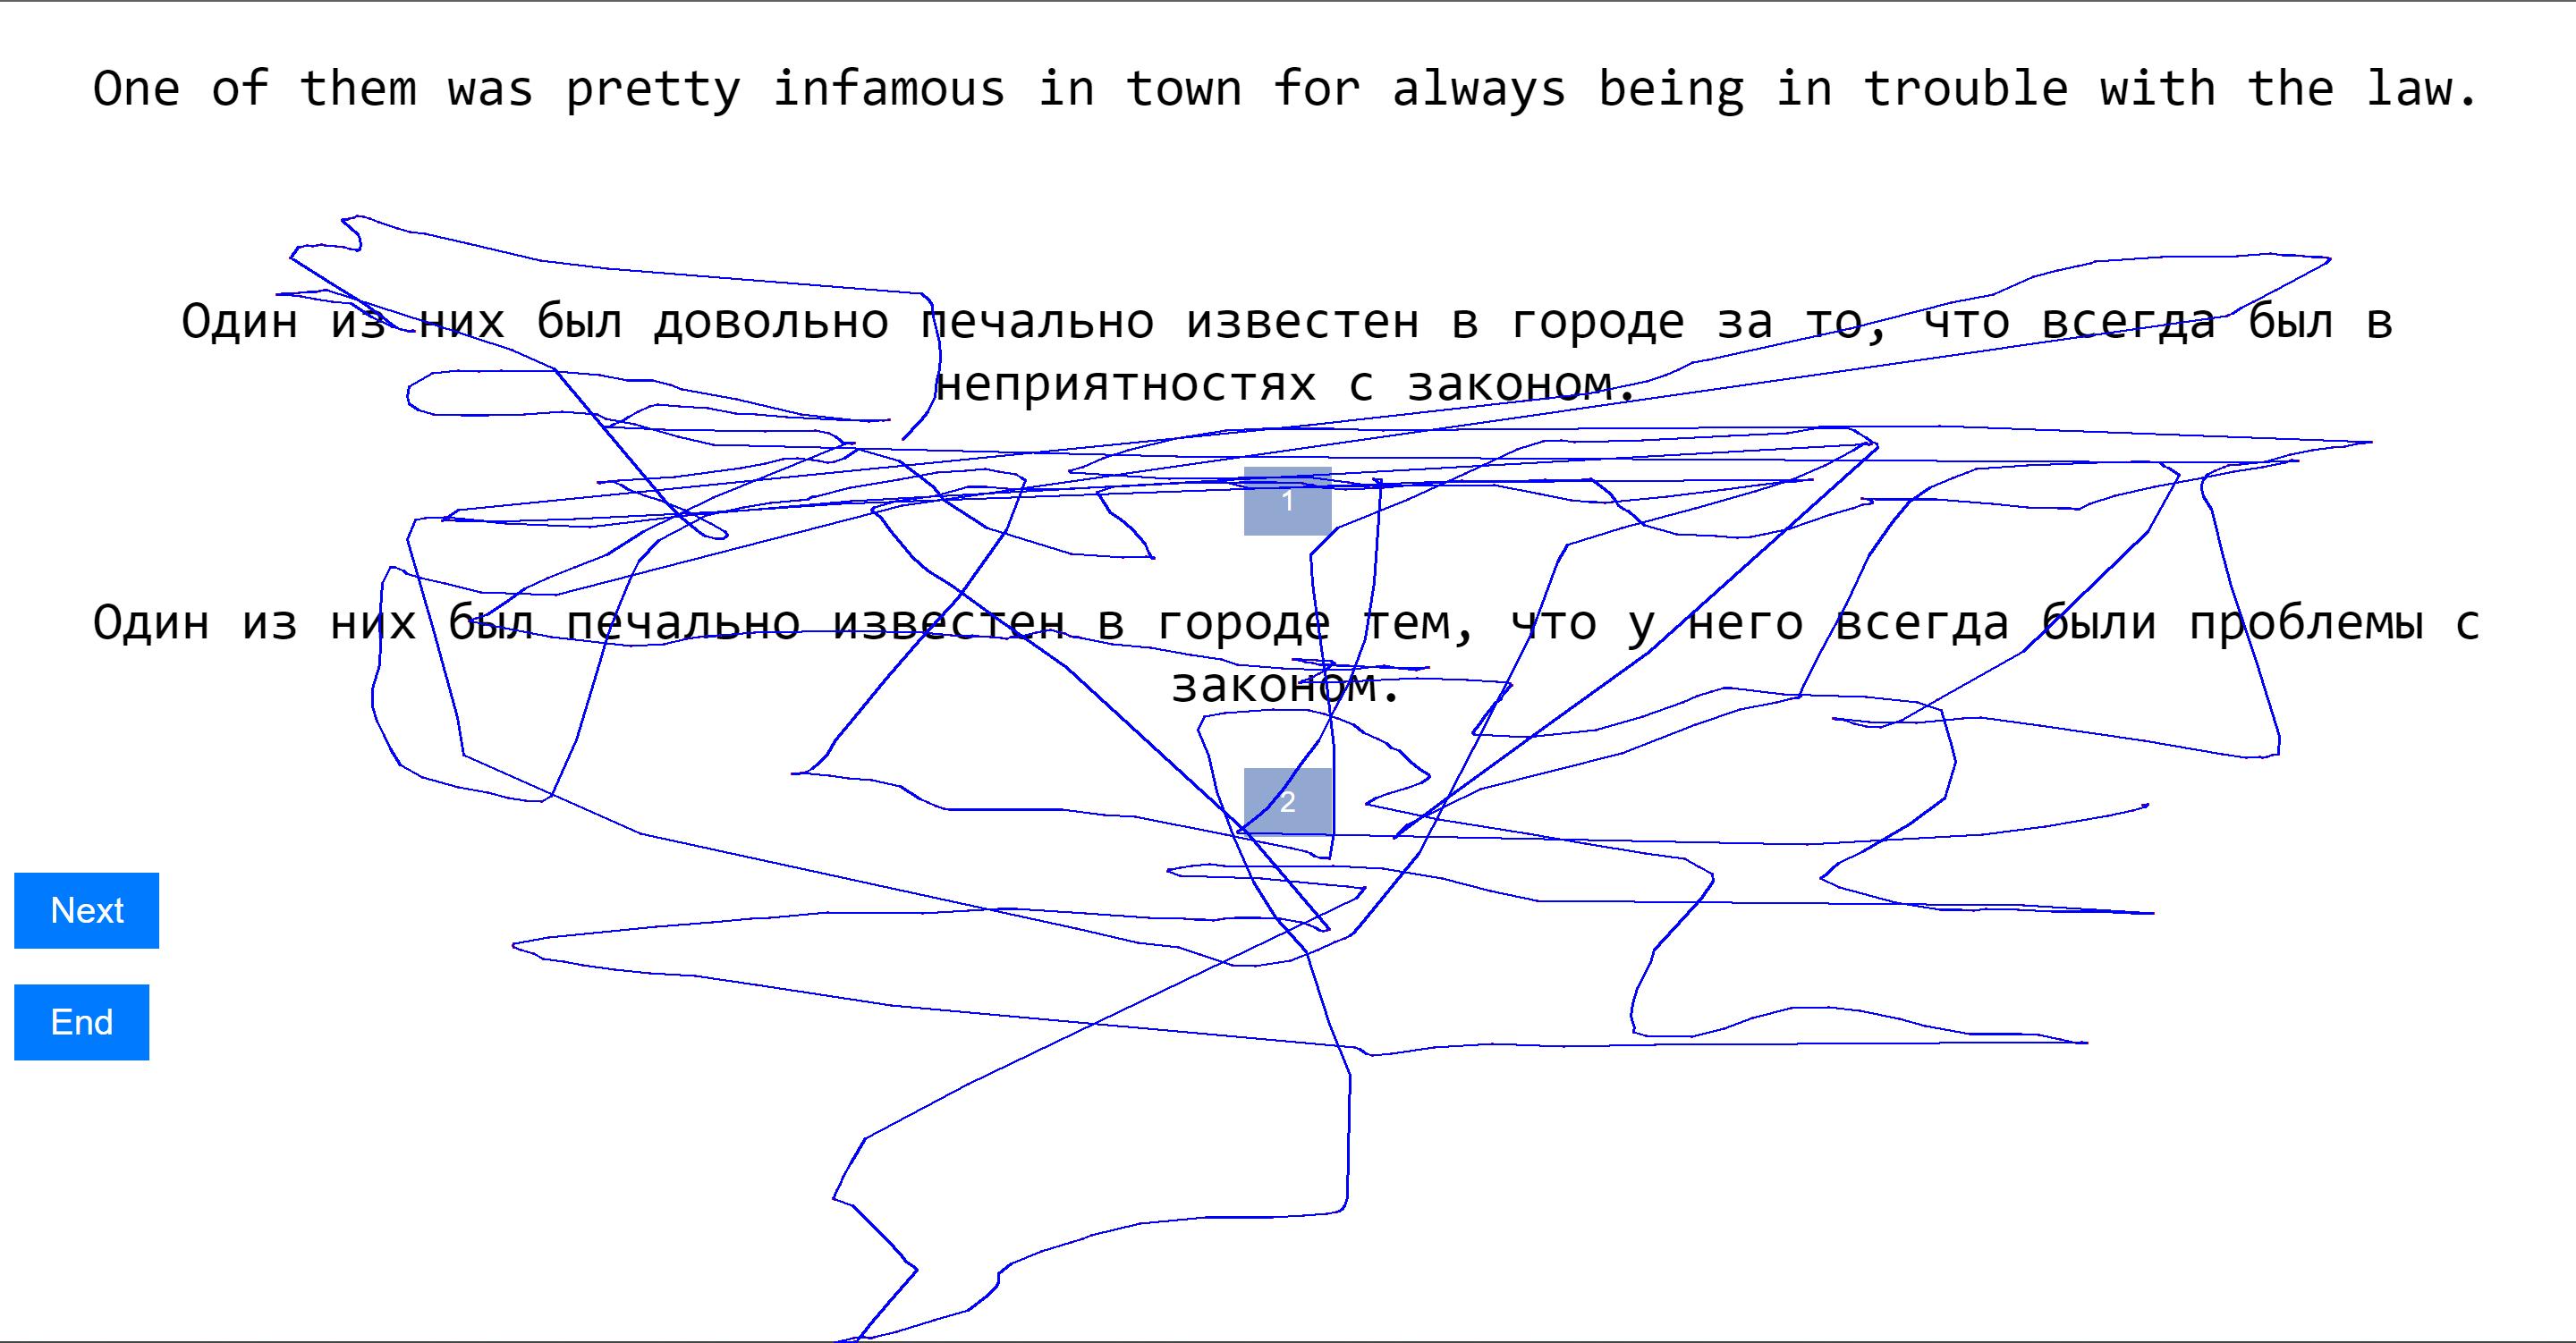 One of them was pretty infamous in town for always being in trouble with the law.
Один из них был довольно печально известен в городе за то, что всегда был в
неприятностях с законом.
1
Один из них был печально известен в городе тем, что у него всегда были проблемы с
законом.
2
Next
End